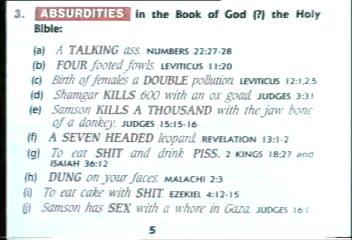 3. ABSURDITIES in the Book of God (?) the Holy
Bible:
(a) A TALKING ass. NUMBERS 22:27-28
(b) FOUR footed fowls. LEVITICUS 11:20
(c) Birth of females a DOUBLE pollution. LEVITICUS 12:1,2,5
(d) Shamgar KILLS 600 with an ox goad. JUDGES 3:31
(e) Samson KILLS A THOUSAND with the jaw bone
of a donkey. JUDGES 15:15-16
(f) A SEVEN HEADED leopard. REVELATION 13:1-2
(g) To eat SHIT and drink PISS. 2 KINGS 18:27 and
ISAIAH 36:12
(h) DUNG on your faces. MALACHI 2:3
(i) To eat cake with SHIT. EZEKIEL 4:12-15
(j) Samson has SEX with a whore in Gaza. JUDGES 16:1
5